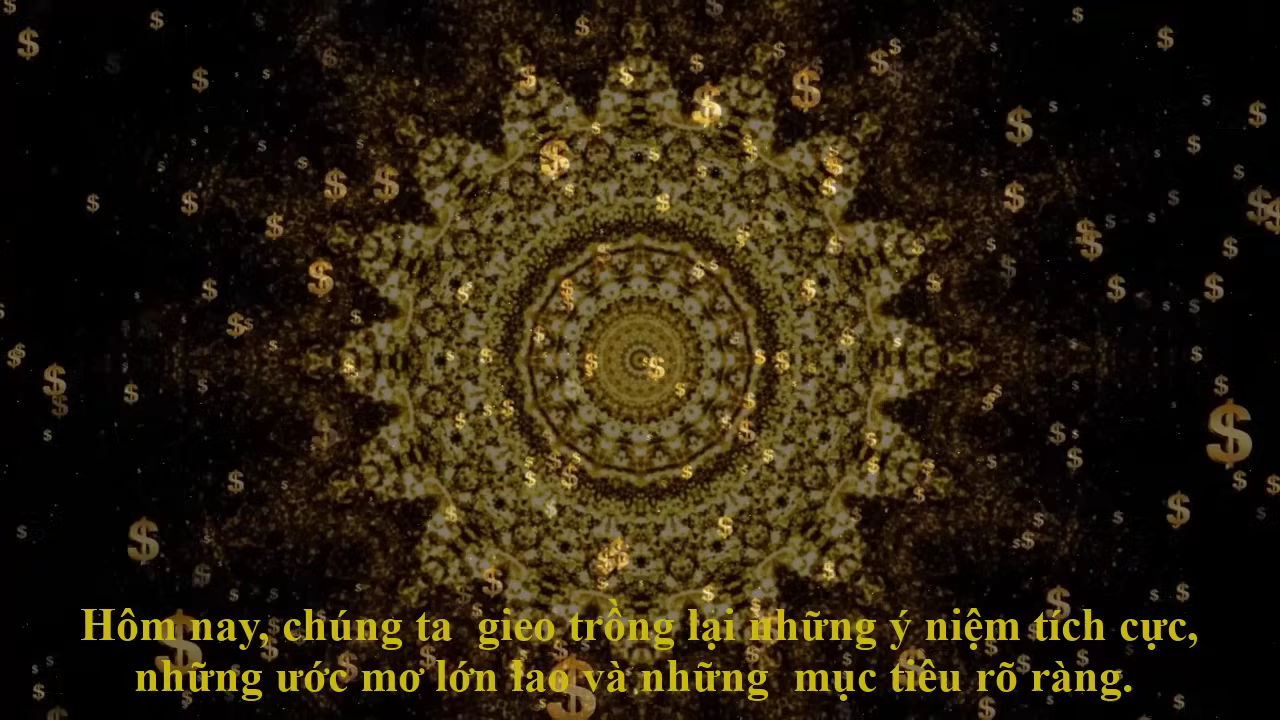 Hôm nay, chúng ta  gieo trồng lại những ý niệm tích cực,
những ước mơ lớn lao và những  mục tiêu rõ ràng.